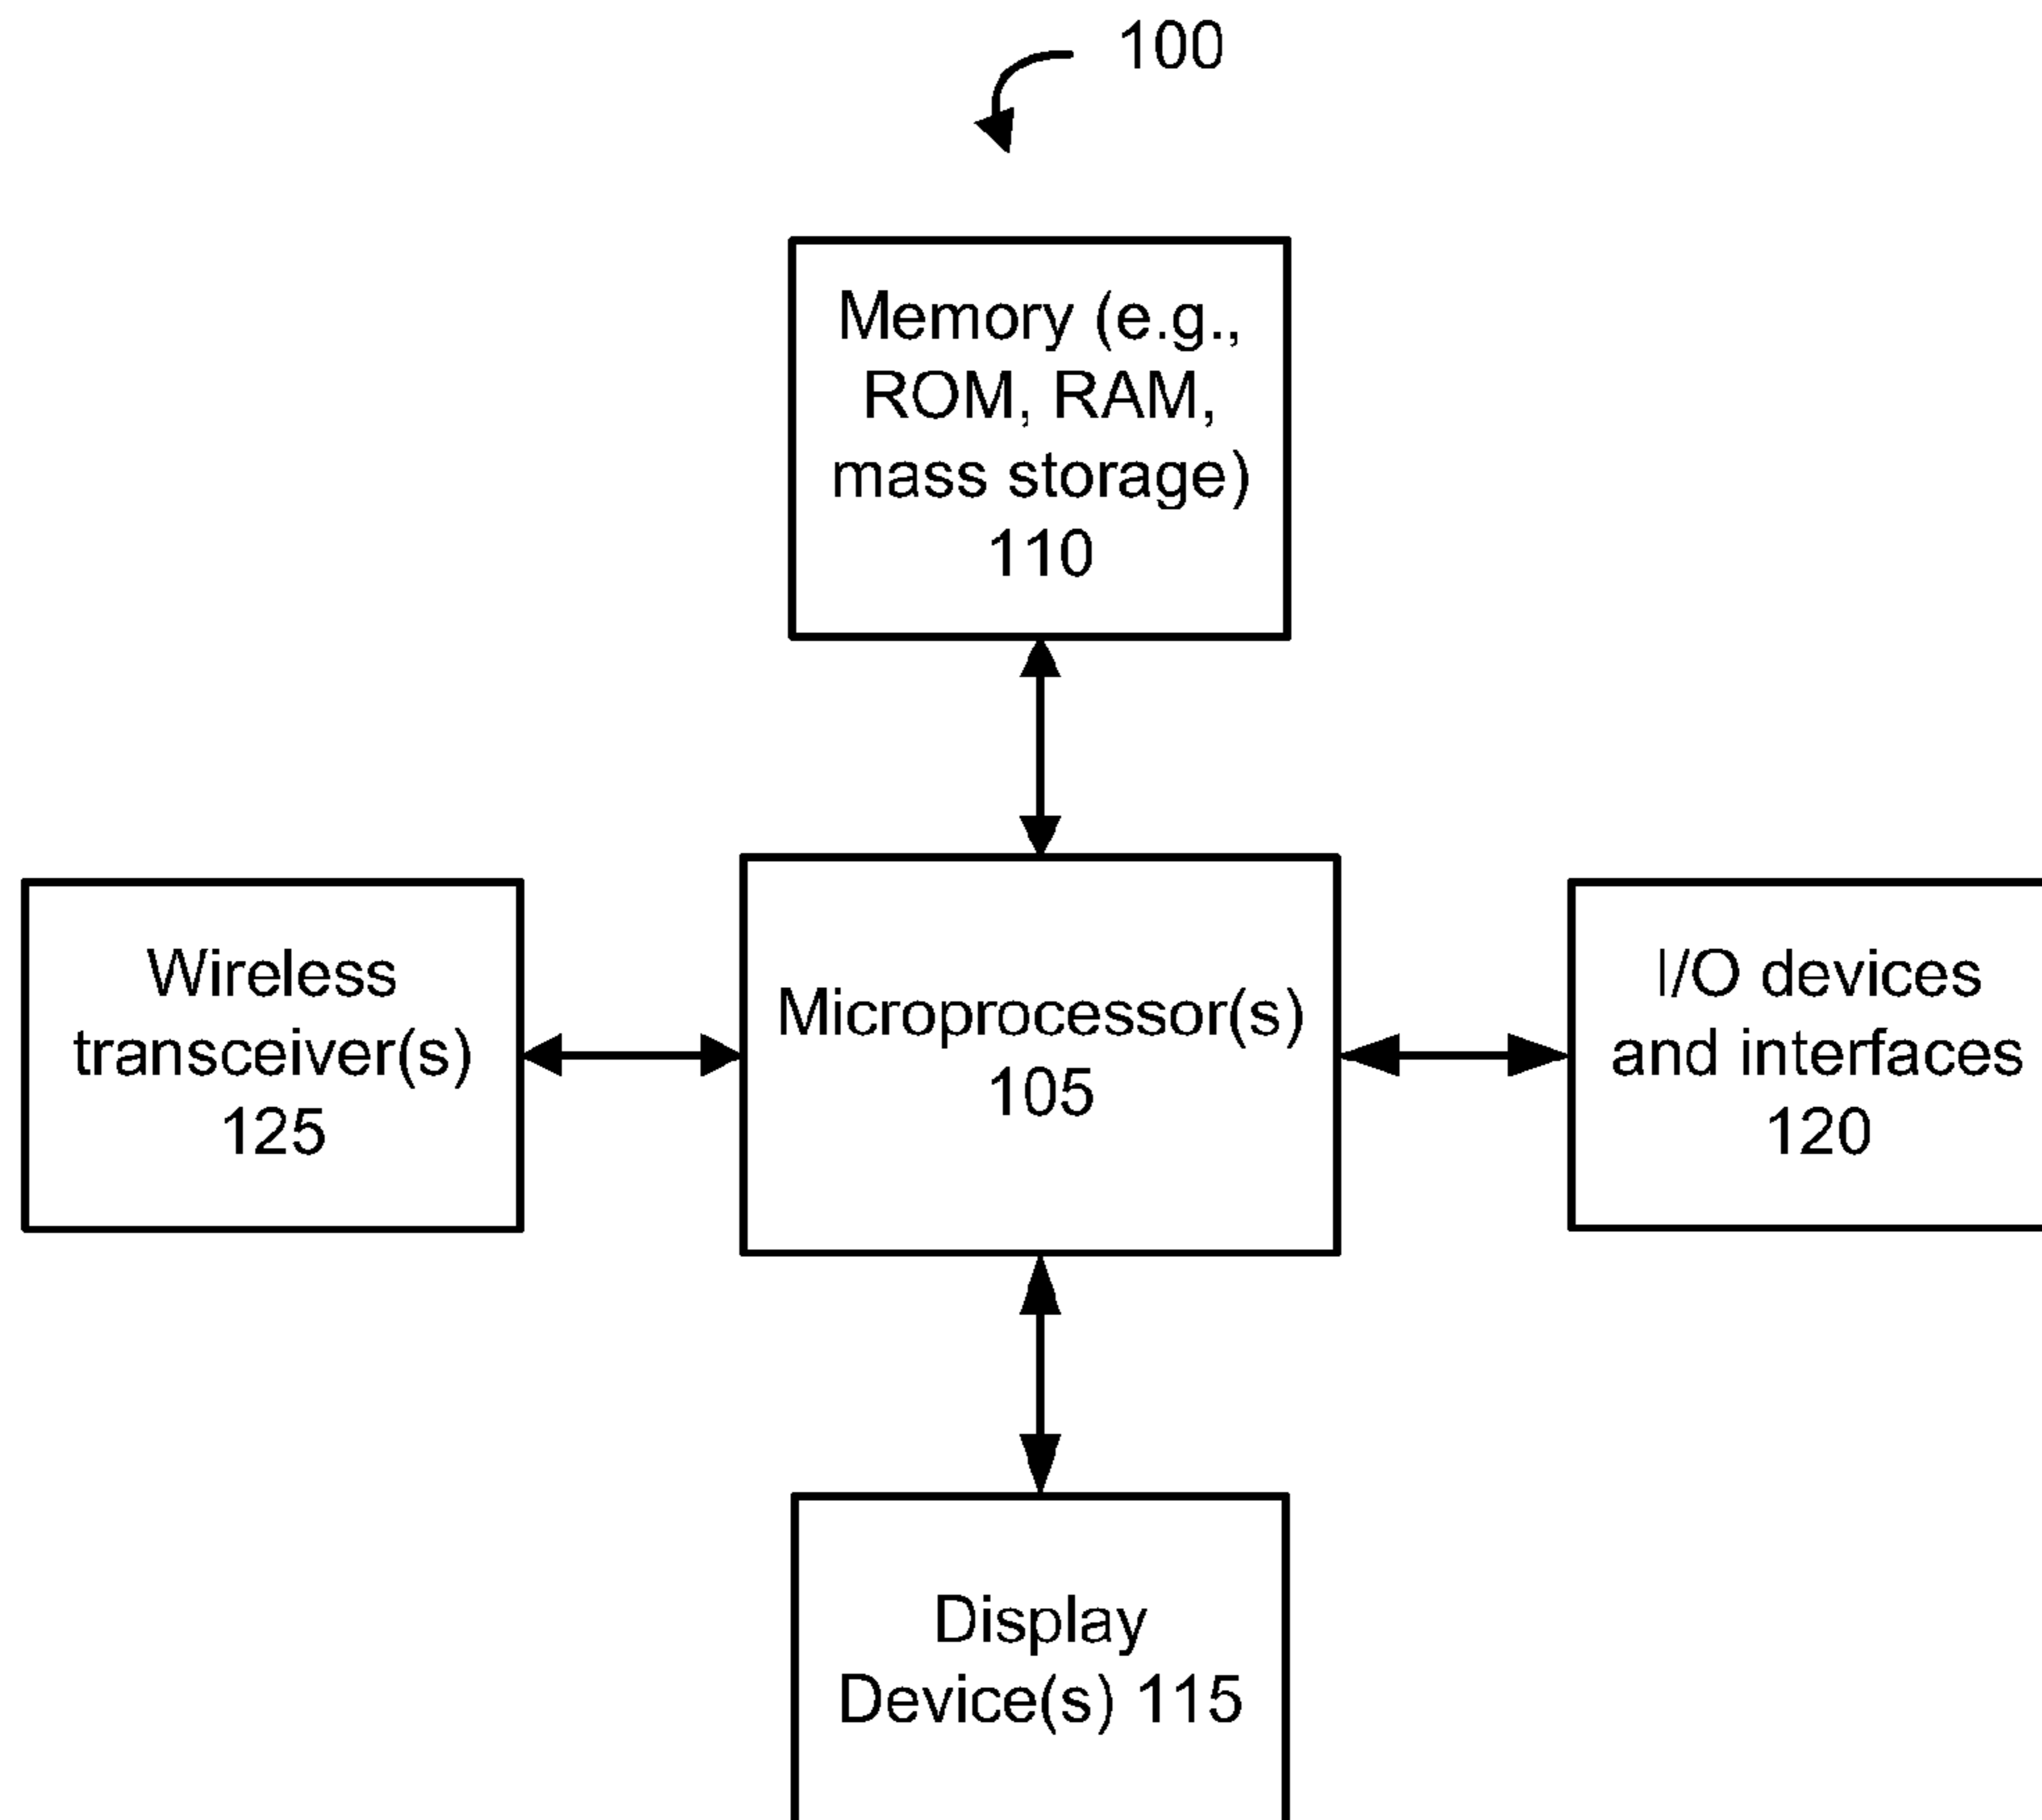 100
Memory (e.g.,
ROM, RAM,
mass storage)
110
Wireless
transceiver(s)
125
Microprocessor(s)
105
I/O devices
and interfaces
120
Display
Device(s) 115